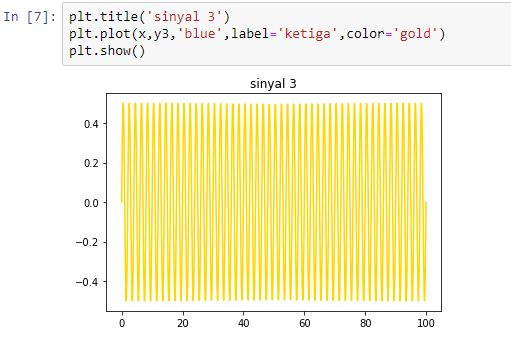 In [7]: plt.title('sinyal 3')
plt.plot(x,y3,'blue',label='ketiga',color='gold')
plt.show()
sinyal 3
0.4
0.2
0.0
−0.2
−0.4
0 20 40 60 80 100